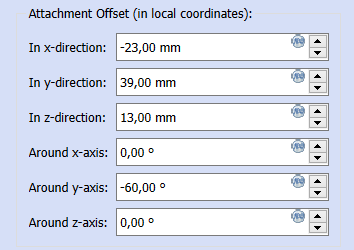 Attachment Offset (in local coordinates):
In x-direction: -23,00 mm
In y-direction: 39,00 mm
In z-direction: 13,00 mm
Around x-axis: 0,00 °
Around y-axis: -60,00 °
Around z-axis: 0,00 °